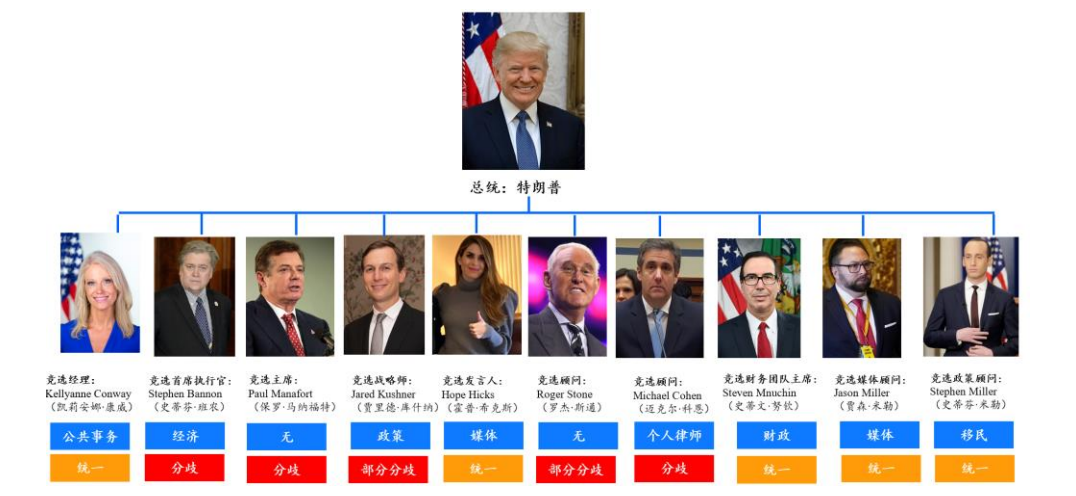 总统：特朗普
竞选经理：
Kellyanne Conway
（凯莉安娜·康威）
竞选首席执行官：
Stephen Bannon
（史蒂芬·班农）
竞选主席：
Paul Manafort
（保罗·马纳福特）
竞选战略师：
Jared Kushner
（贾里德·库什纳）
竞选发言人：
Hope Hicks
（霍普·希克斯）
竞选顾问：
Roger Stone
（罗杰·斯通）
竞选顾问：
Michael Cohen
（迈克尔·科恩）
竞选财务团队主席：
Steven Mnuchin
（史蒂文·努钦）
竞选媒体顾问：
Jason Miller
（贾森·米勒）
竞选政策顾问：
Stephen Miller
（史蒂芬·米勒）
公共事务
经济
无
政策
媒体
无
个人律师
财政
媒体
移民
统一
分歧
分歧
部分分歧
统一
部分分歧
分歧
统一
统一
统一